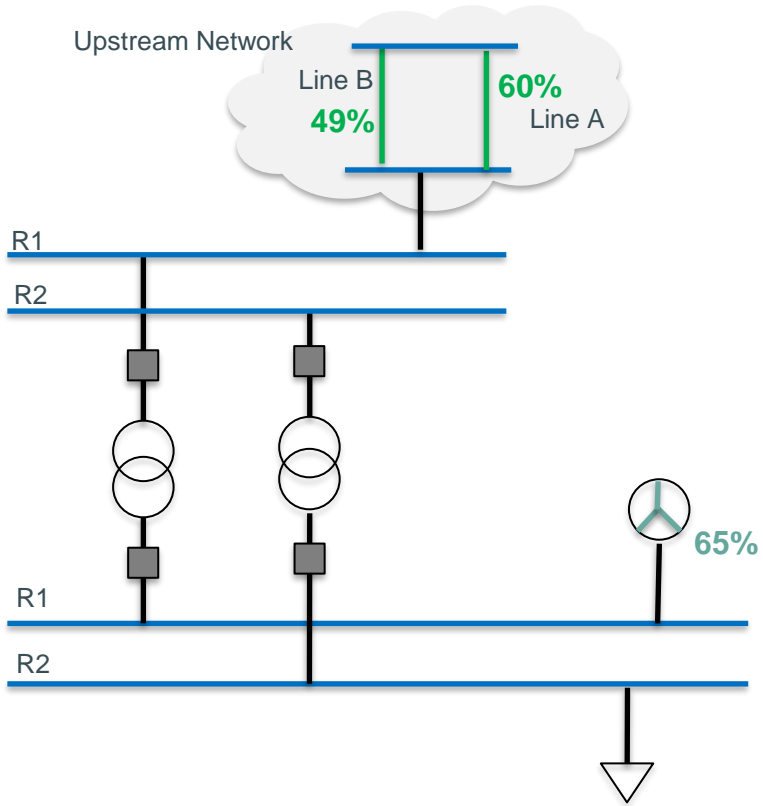 Upstream Network
Line B
60%
49%
Line A
R1
R2
65%
R1
R2